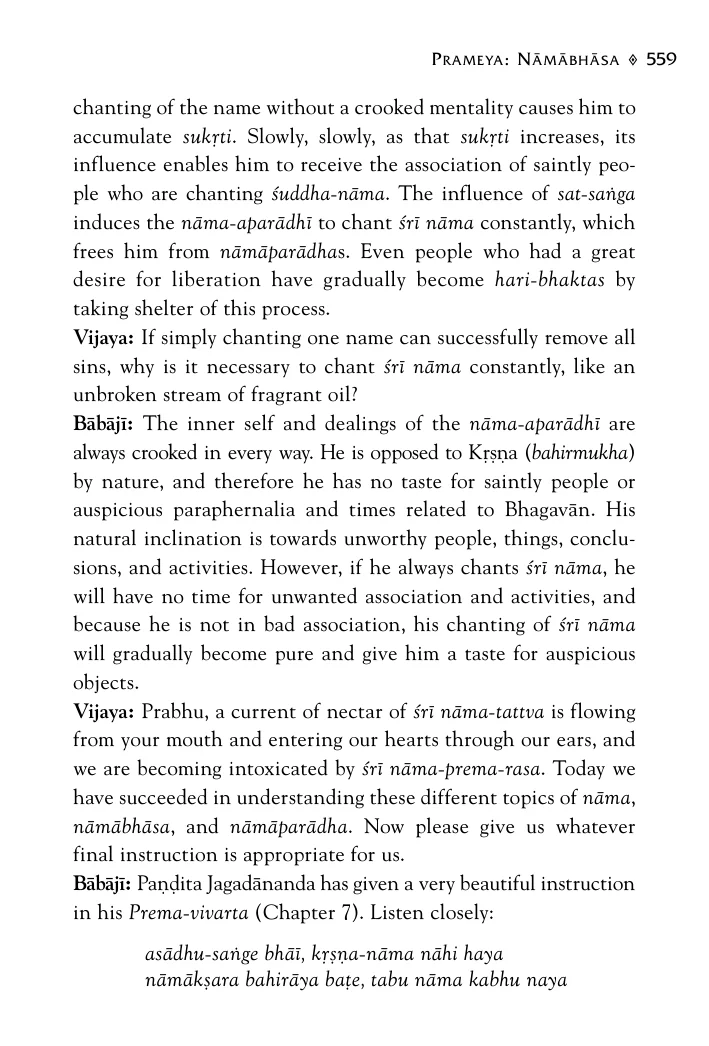 Prameya: Nāmābhāsa ◊ 559
chanting of the name without a crooked mentality causes him to
accumulate sukṛti. Slowly, slowly, as that sukṛti increases, its
influence enables him to receive the association of saintly peo-
ple who are chanting śuddha-nāma. The influence of sat-saṅga
induces the nāma-aparādhī to chant śrī nāma constantly, which
frees him from nāmāparādhas. Even people who had a great
desire for liberation have gradually become hari-bhaktas by
taking shelter of this process.
Vijaya: If simply chanting one name can successfully remove all
sins, why is it necessary to chant śrī nāma constantly, like an
unbroken stream of fragrant oil?
Bābājī: The inner self and dealings of the nāma-aparādhī are
always crooked in every way. He is opposed to Kṛṣṇa (bahirmukha)
by nature, and therefore he has no taste for saintly people or
auspicious paraphernalia and times related to Bhagavān. His
natural inclination is towards unworthy people, things, conclu-
sions, and activities. However, if he always chants śrī nāma, he
will have no time for unwanted association and activities, and
because he is not in bad association, his chanting of śrī nāma
will gradually become pure and give him a taste for auspicious
objects.
Vijaya: Prabhu, a current of nectar of śrī nāma-tattva is flowing
from your mouth and entering our hearts through our ears, and
we are becoming intoxicated by śrī nāma-prema-rasa. Today we
have succeeded in understanding these different topics of nāma,
nāmābhāsa, and nāmāparādha. Now please give us whatever
final instruction is appropriate for us.
Bābājī: Paṇḍita Jagadānanda has given a very beautiful instruction
in his Prema-vivarta (Chapter 7). Listen closely:
asādhu-saṅge bhāī, kṛṣṇa-nāma nāhi haya
nāmākṣara bahirāya baṭe, tabu nāma kabhu naya